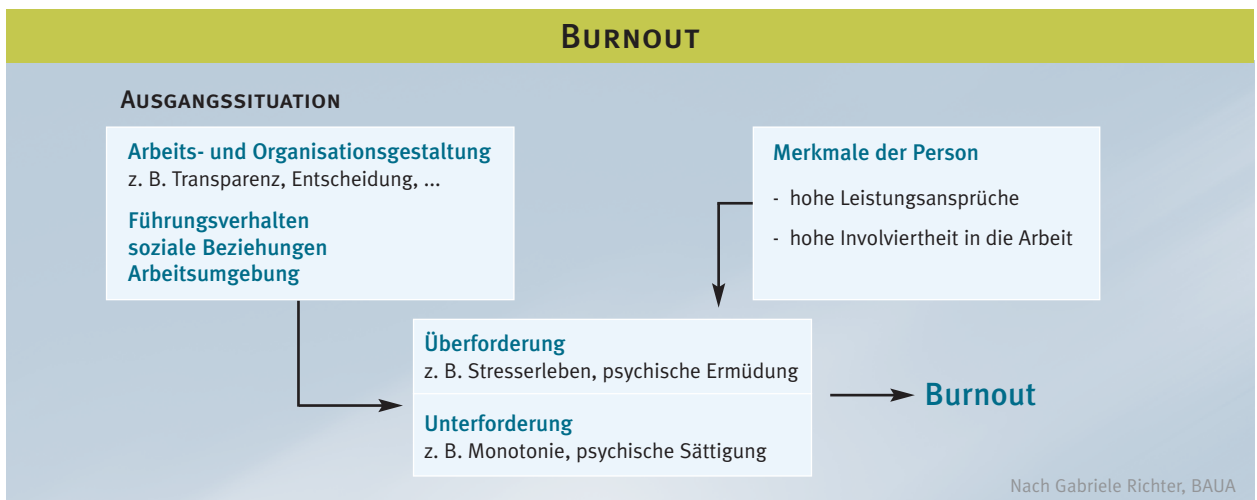 BURNOUT
AUSGANGSSITUATION
Arbeits- und Organisationsgestaltung
z. B. Transparenz, Entscheidung, ...
Führungsverhalten
soziale Beziehungen
Arbeitsumgebung
Merkmale der Person
- hohe Leistungsansprüche
- hohe Involviertheit in die Arbeit
Überforderung
z. B. Stresserleben, psychische Ermüdung
Unterforderung
z. B. Monotonie, psychische Sättigung
Burnout
Nach Gabriele Richter, BAUA